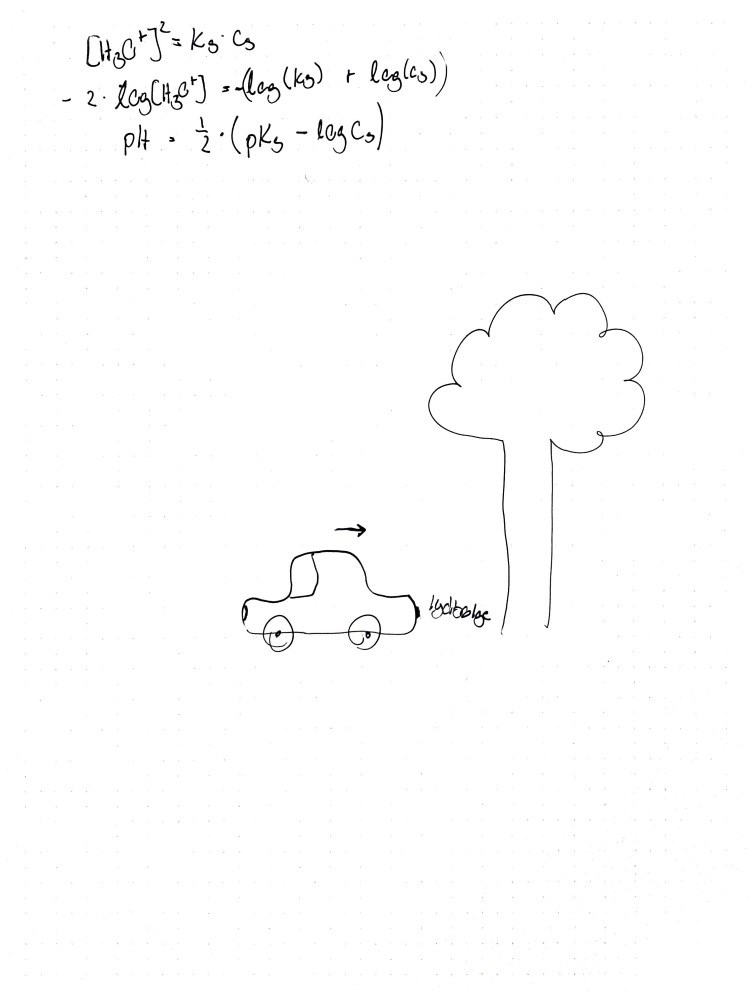 [H₃O⁺]² = Ks · Cs
- 2 · log[H₃O⁺] = -(log(Ks) + log(Cs))
pH = ½ · (pKs - log Cs)